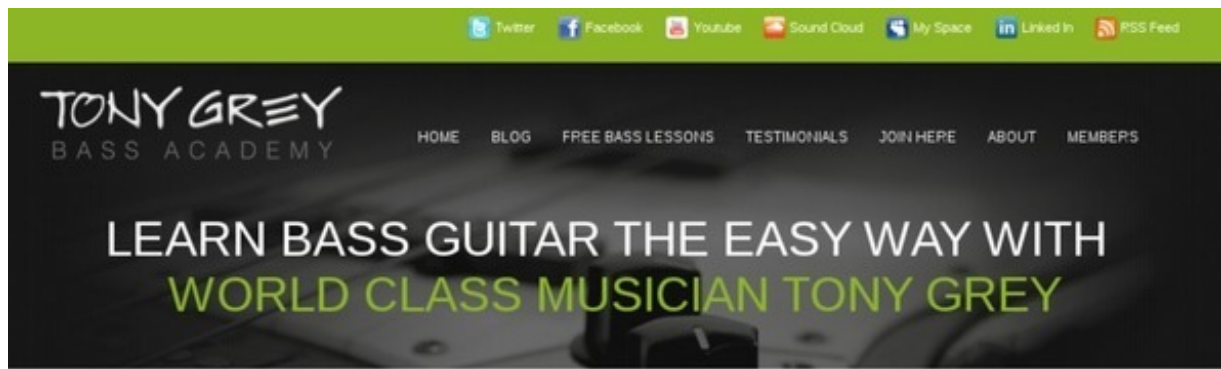 Twitter Facebook Youtube Sound Cloud My Space Linked In RSS Feed
TONY GREY
BASS ACADEMY
HOME BLOG FREE BASS LESSONS TESTIMONIALS JOIN HERE ABOUT MEMBERS
LEARN BASS GUITAR THE EASY WAY WITH
WORLD CLASS MUSICIAN TONY GREY